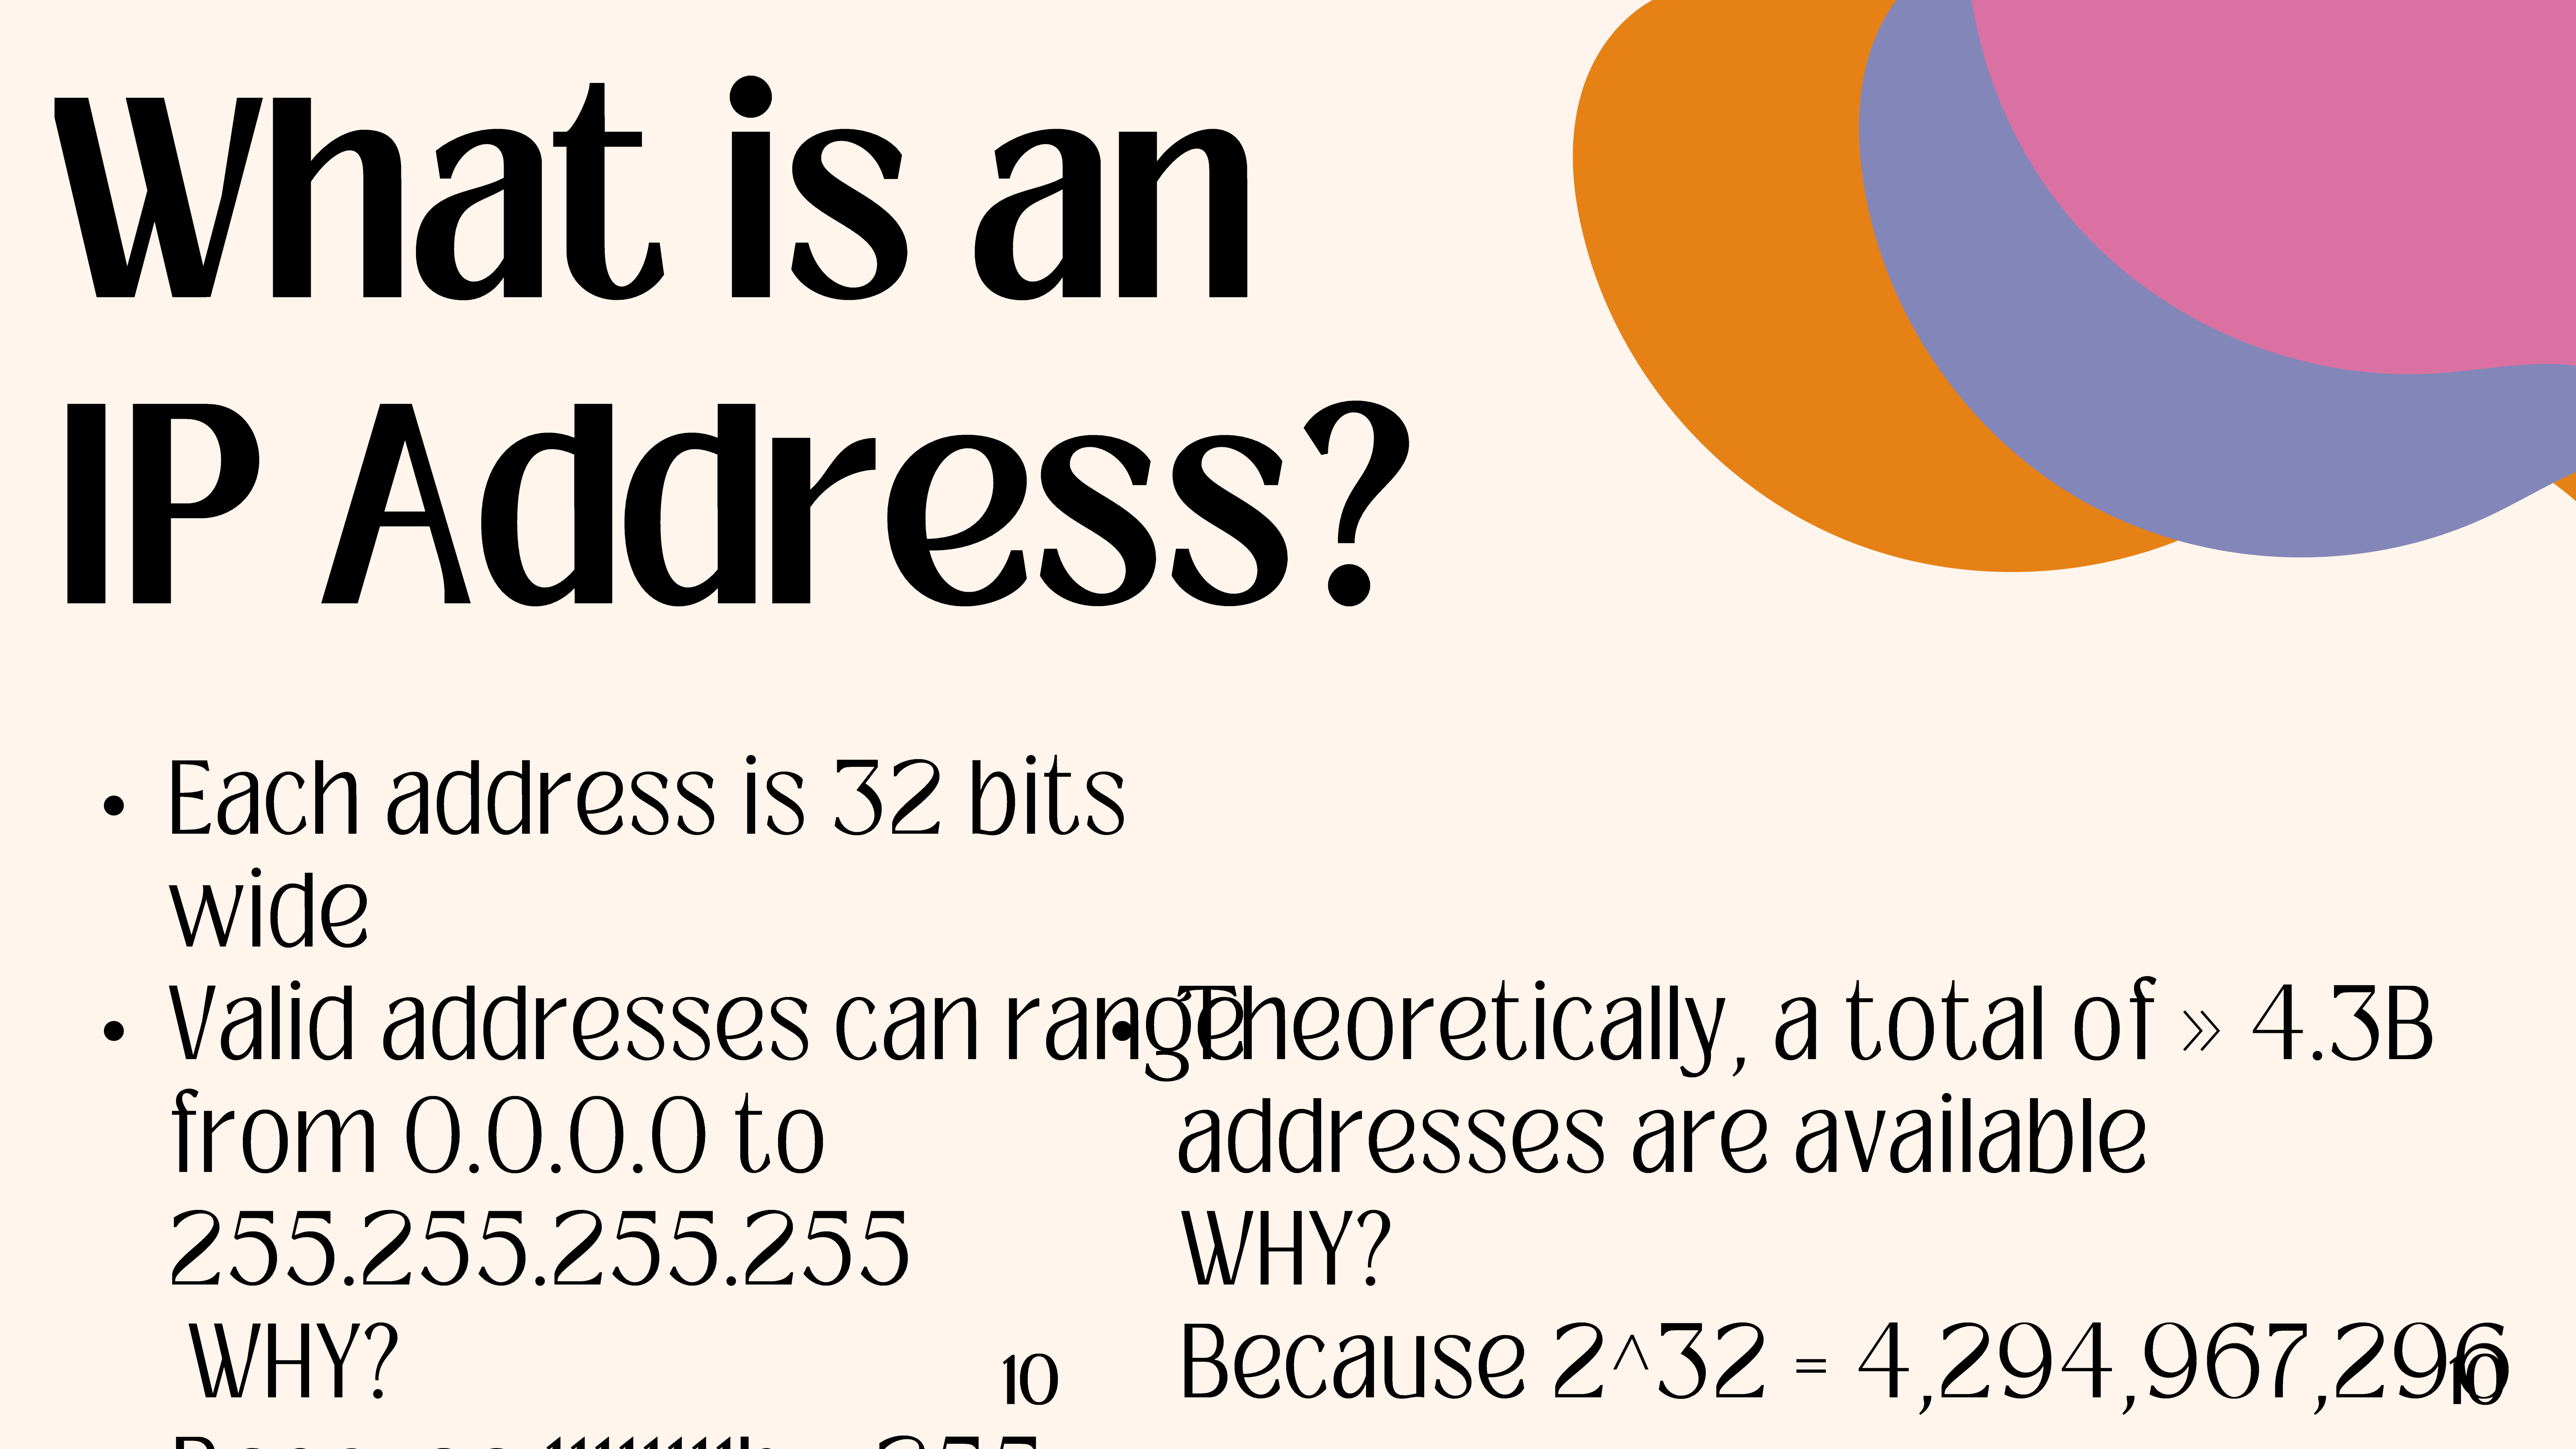 What is an
IP Address?
• Each address is 32 bits
wide
• Valid addresses can range
from 0.0.0.0 to
255.255.255.255
WHY?
• Theoretically, a total of » 4.3B
addresses are available
WHY?
Because 2^32 = 4,294,967,296
10
10